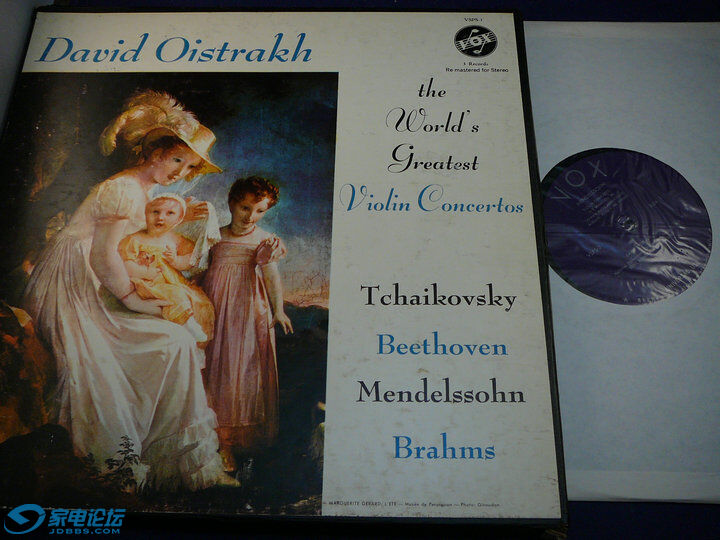 David Oistrakh
VSPS-1
VOX
3 Records
Re mastered for Stereo
the
World's
Greatest
Violin Concertos
Tchaikovsky
Beethoven
Mendelssohn
Brahms
VOX
家电论坛
JDBBS.COM